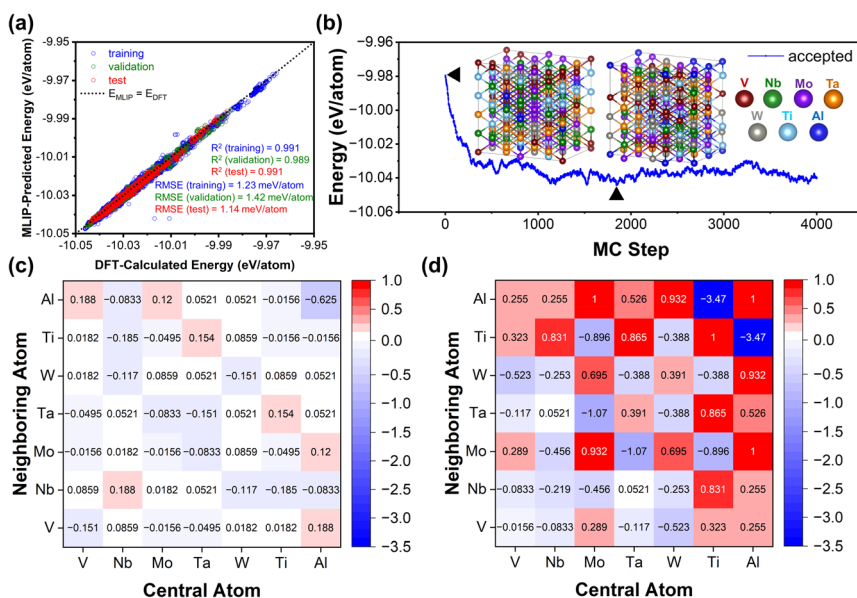 (a)
MLIP-Predicted Energy (eV/atom)
-9.95
-9.97
-9.99
-10.01
-10.03
-10.05
training
validation
test
E_MLIP = E_DFT
R² (training) = 0.991
R² (validation) = 0.989
R² (test) = 0.991
RMSE (training) = 1.23 meV/atom
RMSE (validation) = 1.42 meV/atom
RMSE (test) = 1.14 meV/atom
-10.05 -10.03 -10.01 -9.99 -9.97 -9.95
DFT-Calculated Energy (eV/atom)
(b)
Energy (eV/atom)
-9.96
-9.98
-10.00
-10.02
-10.04
-10.06
accepted
V Nb Mo Ta
W Ti Al
0 1000 2000 3000 4000
MC Step
(c)
Neighboring Atom
Al 0.188 -0.0833 0.12 0.0521 0.0521 -0.0156 -0.625
Ti 0.0182 -0.185 -0.0495 0.154 0.0859 -0.0156 -0.0156
W 0.0182 -0.117 0.0859 0.0521 -0.151 0.0859 0.0521
Ta -0.0495 0.0521 -0.0833 -0.151 0.0521 0.154 0.0521
Mo -0.0156 0.0182 -0.0156 -0.0833 0.0859 -0.0495 0.12
Nb 0.0859 0.188 0.0182 0.0521 -0.117 -0.185 -0.0833
V -0.151 0.0859 -0.0156 -0.0495 0.0182 0.0182 0.188
V Nb Mo Ta W Ti Al
Central Atom
1.0
0.5
0.0
-0.5
-1.0
-1.5
-2.0
-2.5
-3.0
-3.5
(d)
Neighboring Atom
Al 0.255 0.255 1 0.526 0.932 -3.47 1
Ti 0.323 0.831 -0.896 0.865 -0.388 1 -3.47
W -0.523 -0.253 0.695 -0.388 0.391 -0.388 0.932
Ta -0.117 0.0521 -1.07 0.391 -0.388 0.865 0.526
Mo 0.289 -0.456 0.932 -1.07 0.695 -0.896 1
Nb -0.0833 -0.219 -0.456 0.0521 -0.253 0.831 0.255
V -0.0156 -0.0833 0.289 -0.117 -0.523 0.323 0.255
V Nb Mo Ta W Ti Al
Central Atom
1.0
0.5
0.0
-0.5
-1.0
-1.5
-2.0
-2.5
-3.0
-3.5